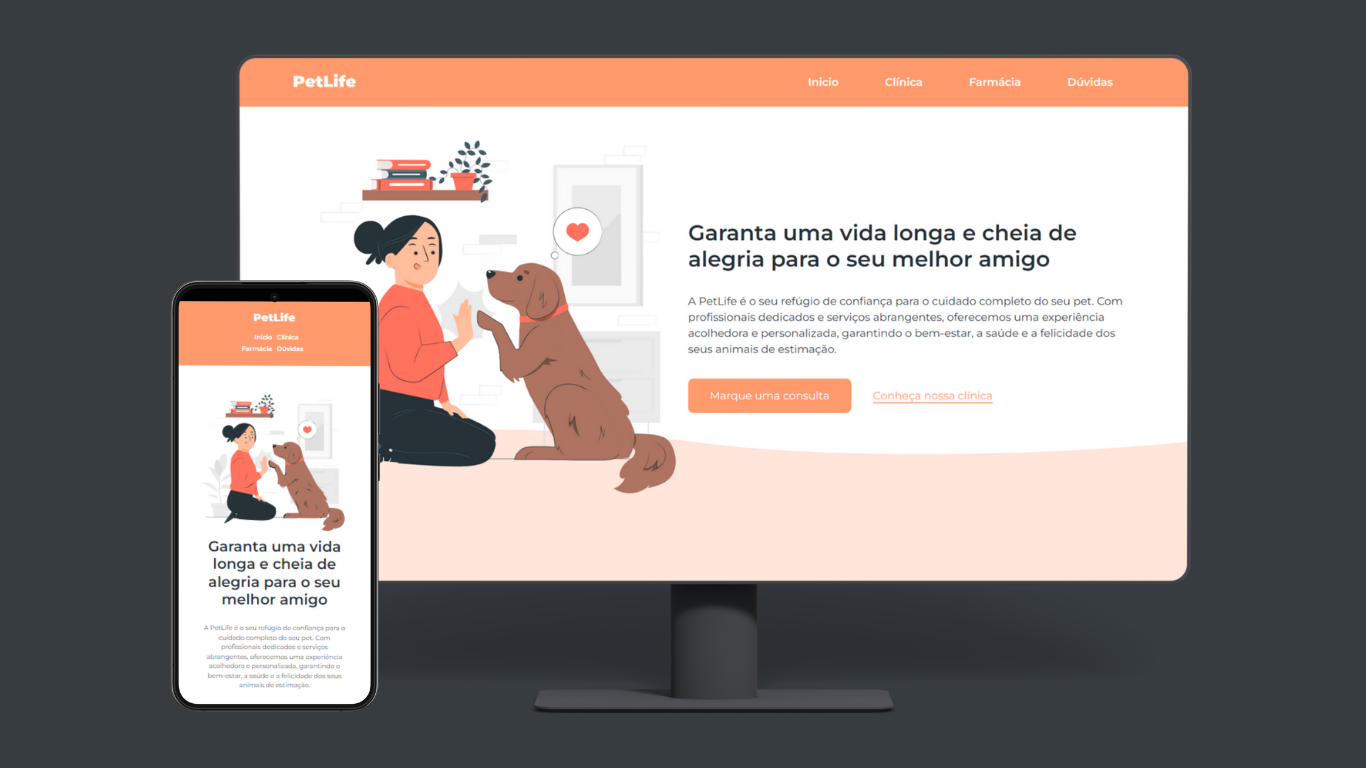 PetLife
Inicio Clínica Farmácia Dúvidas
Garanta uma vida longa e cheia de
alegria para o seu melhor amigo
A PetLife é o seu refúgio de confiança para o cuidado completo do seu pet. Com
profissionais dedicados e serviços abrangentes, oferecemos uma experiência
acolhedora e personalizada, garantindo o bem-estar, a saúde e a felicidade dos
seus animais de estimação.
Marque uma consulta Conheça nossa clínica
PetLife
Inicio Clínica
Farmácia Dúvidas
Garanta uma vida
longa e cheia de
alegria para o seu
melhor amigo
A PetLife é o seu refúgio de confiança para o
cuidado completo do seu pet. Com
profissionais dedicados e serviços
abrangentes, oferecemos uma experiência
acolhedora e personalizada, garantindo o
bem-estar, a saúde e a felicidade dos seus
animais de estimação.